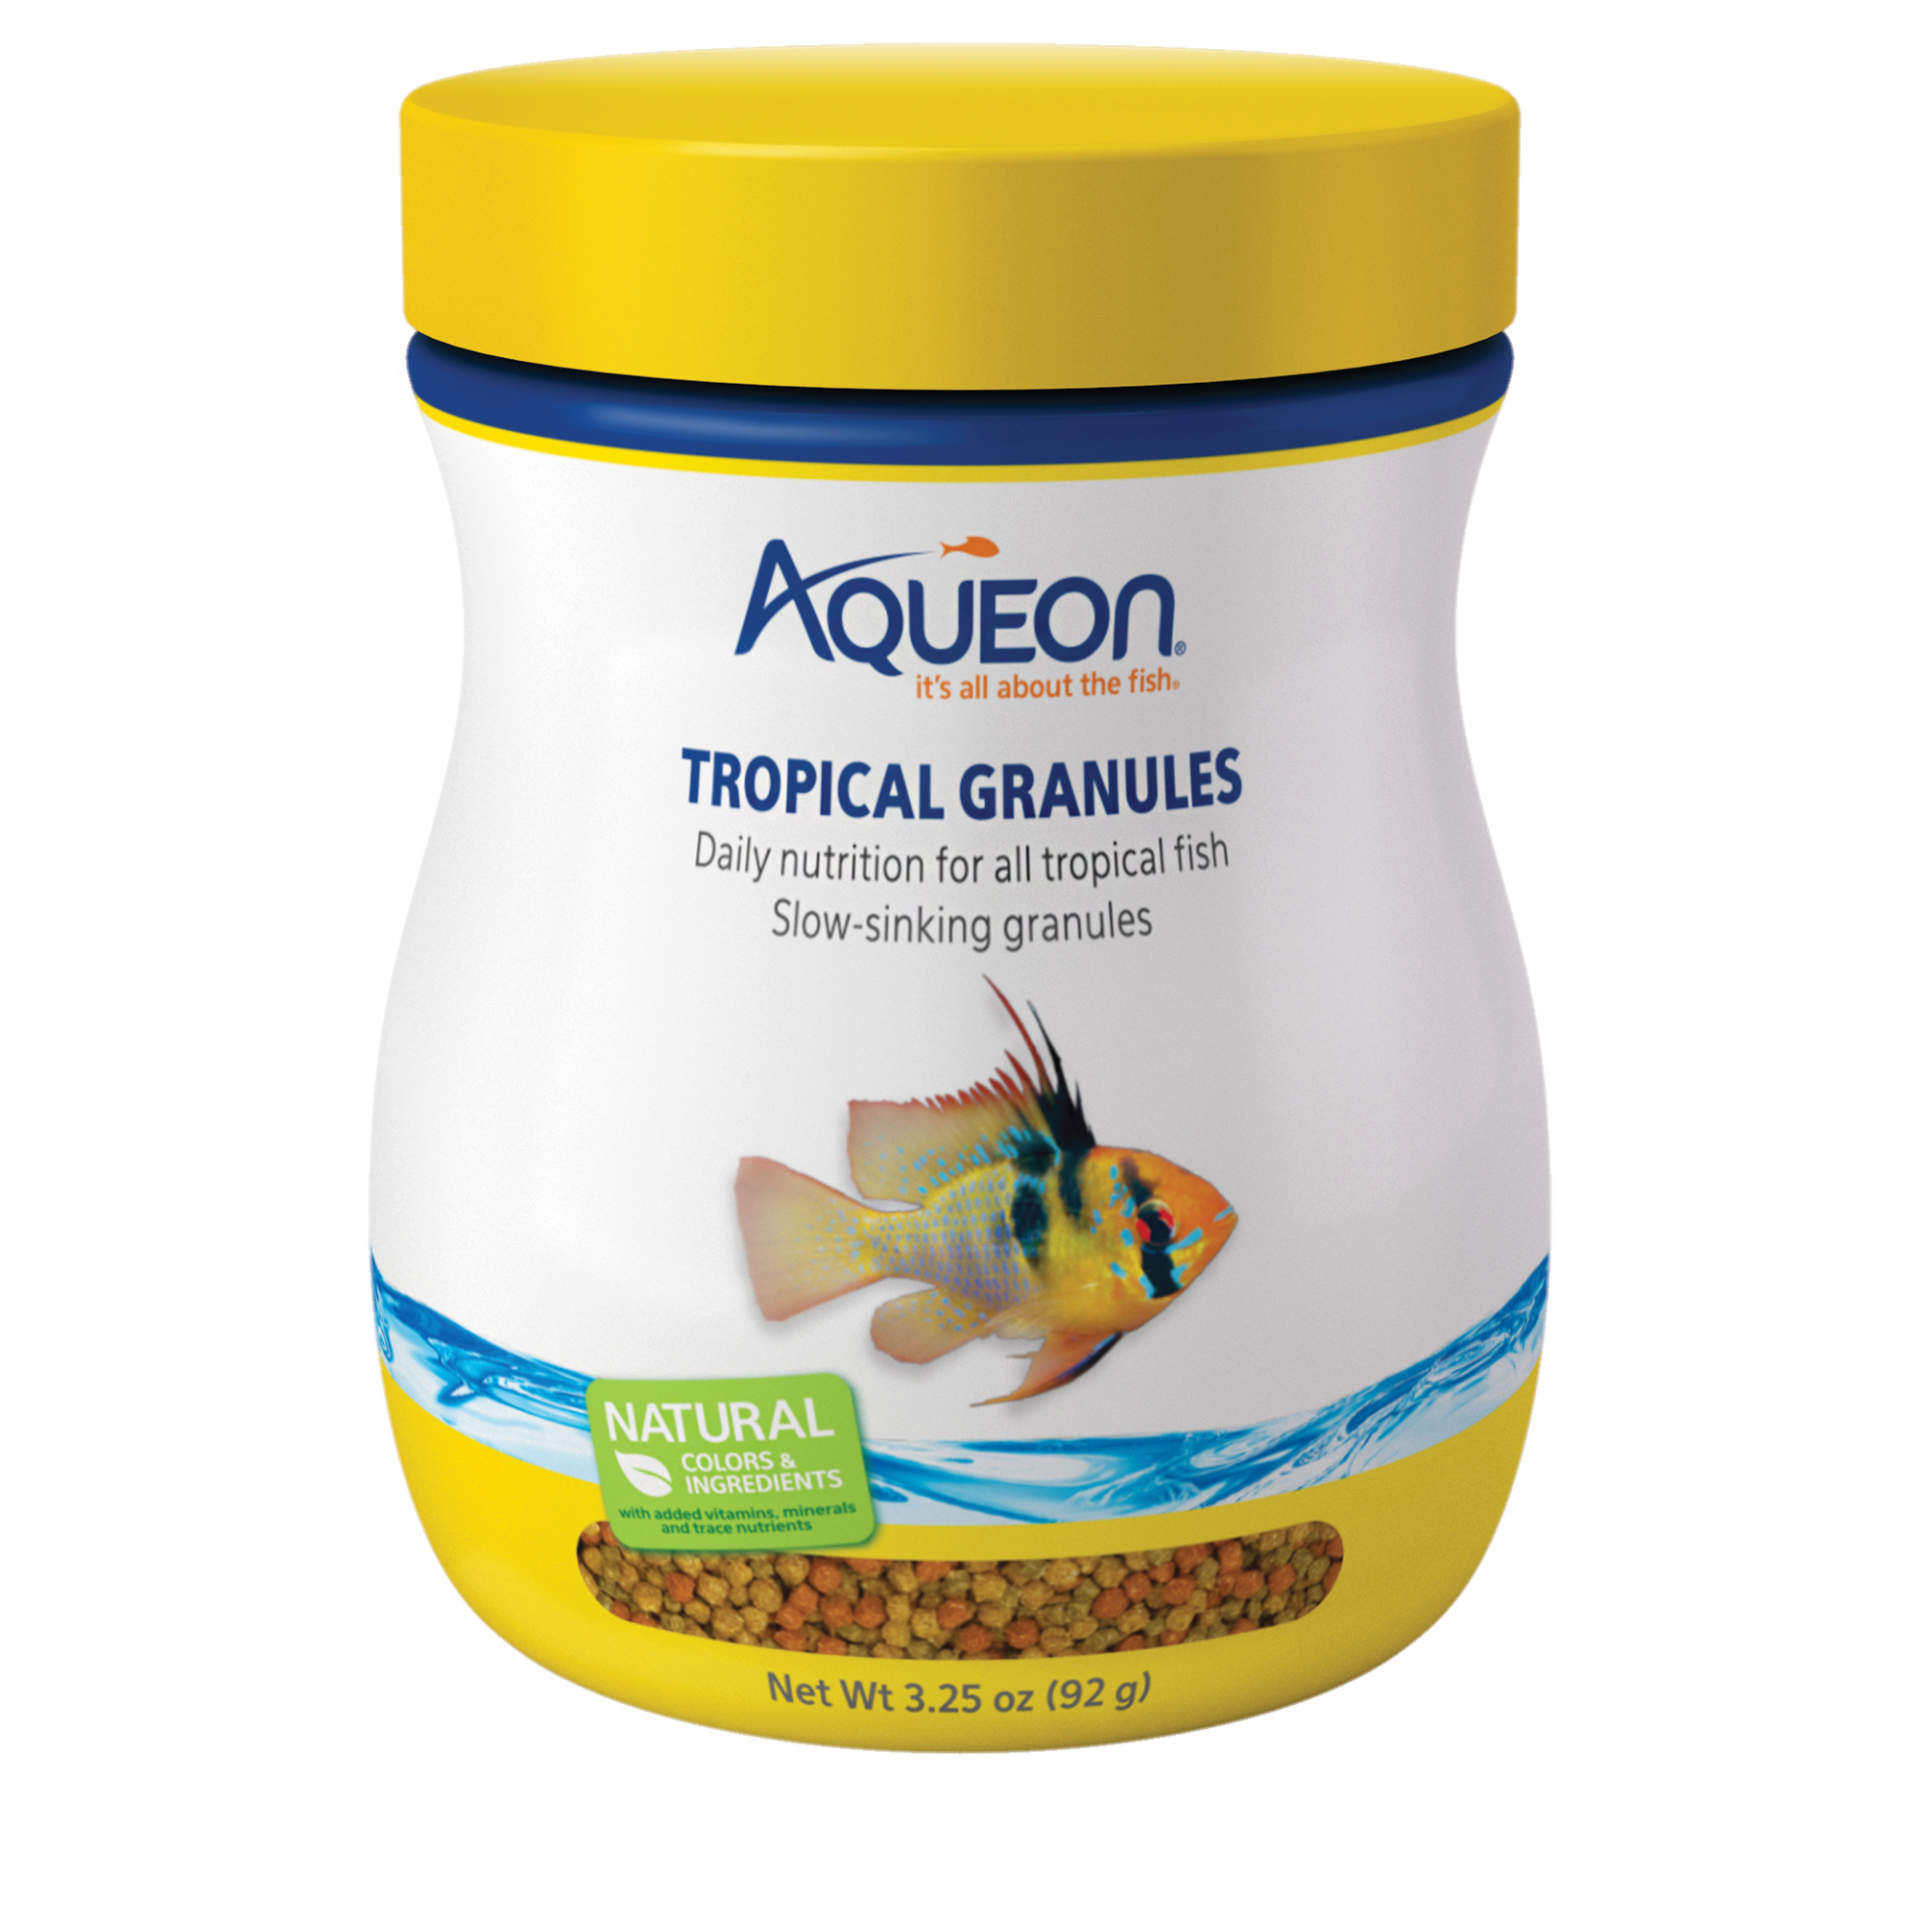 AQUEON®
it's all about the fish®
TROPICAL GRANULES
Daily nutrition for all tropical fish
Slow-sinking granules
NATURAL
COLORS &
INGREDIENTS
with added vitamins, minerals
and trace nutrients
Net Wt 3.25 oz (92 g)